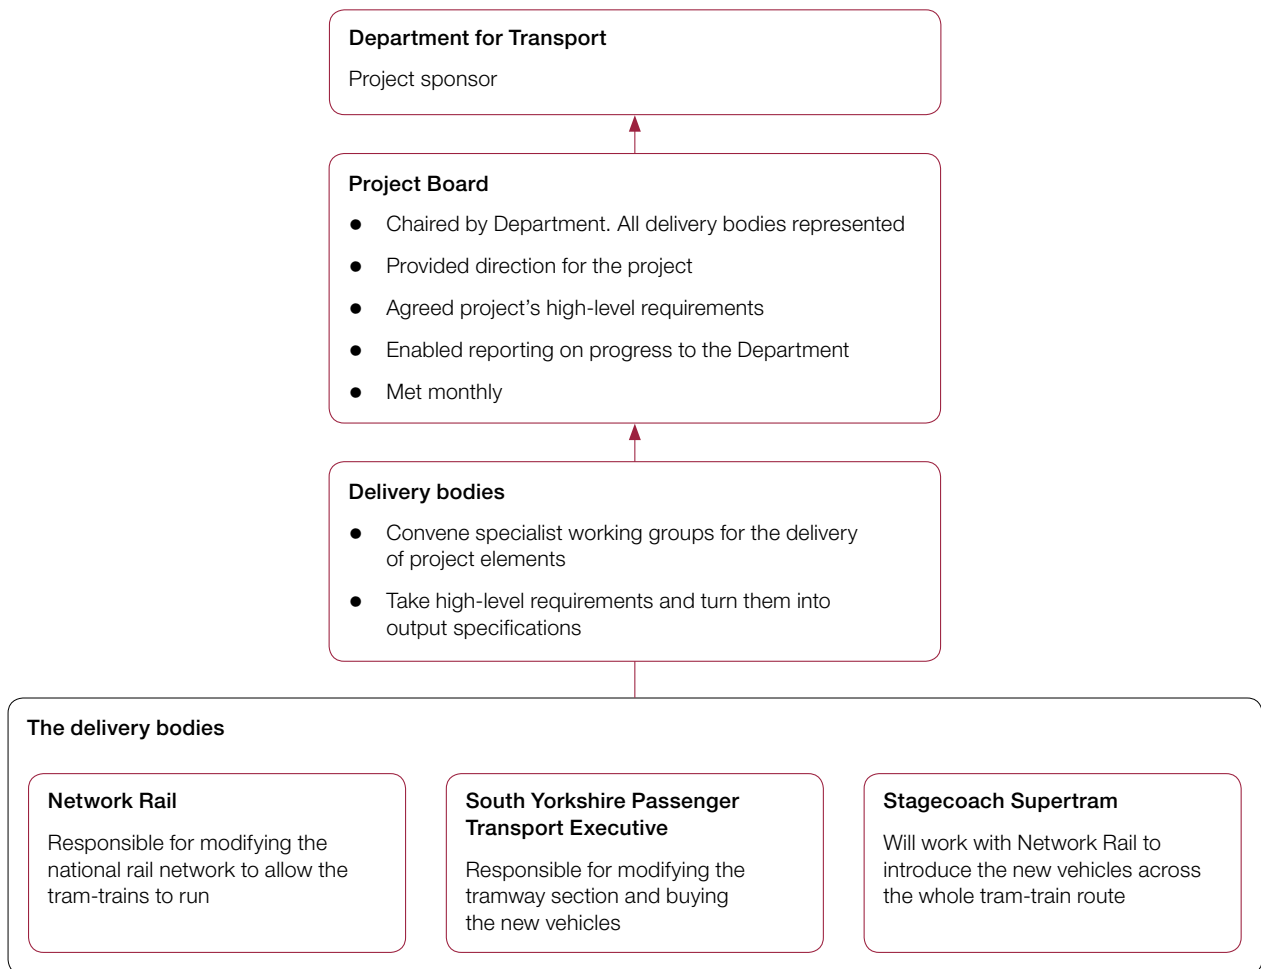 Department for Transport
Project sponsor
Project Board
● Chaired by Department. All delivery bodies represented
● Provided direction for the project
● Agreed project’s high-level requirements
● Enabled reporting on progress to the Department
● Met monthly
Delivery bodies
● Convene specialist working groups for the delivery
of project elements
● Take high-level requirements and turn them into
output specifications
The delivery bodies
Network Rail
Responsible for modifying the
national rail network to allow the
tram-trains to run
South Yorkshire Passenger
Transport Executive
Responsible for modifying the
tramway section and buying
the new vehicles
Stagecoach Supertram
Will work with Network Rail to
introduce the new vehicles across
the whole tram-train route